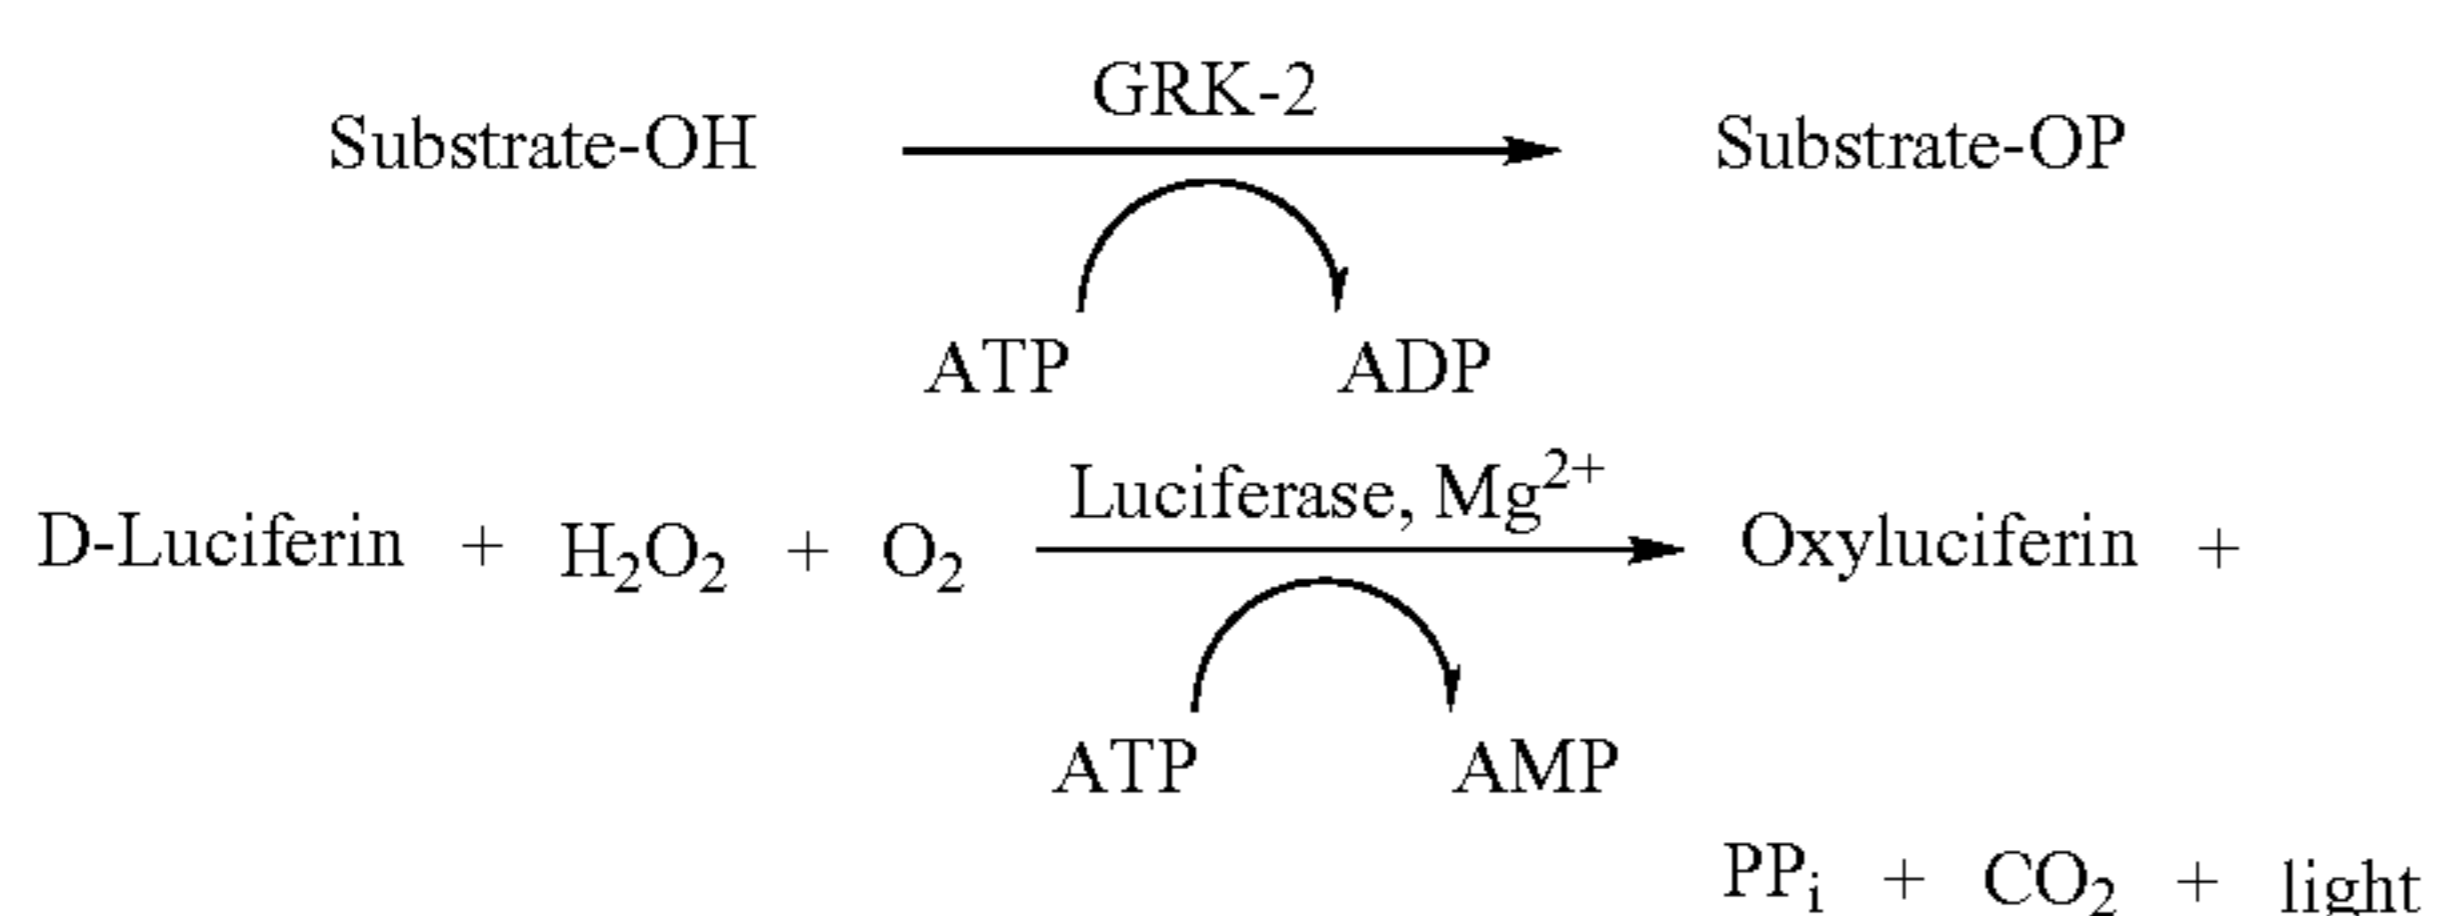 GRK-2
Substrate-OH Substrate-OP
ATP ADP
Luciferase, Mg²⁺
D-Luciferin + H₂O₂ + O₂ Oxyluciferin +
ATP AMP
PPᵢ + CO₂ + light